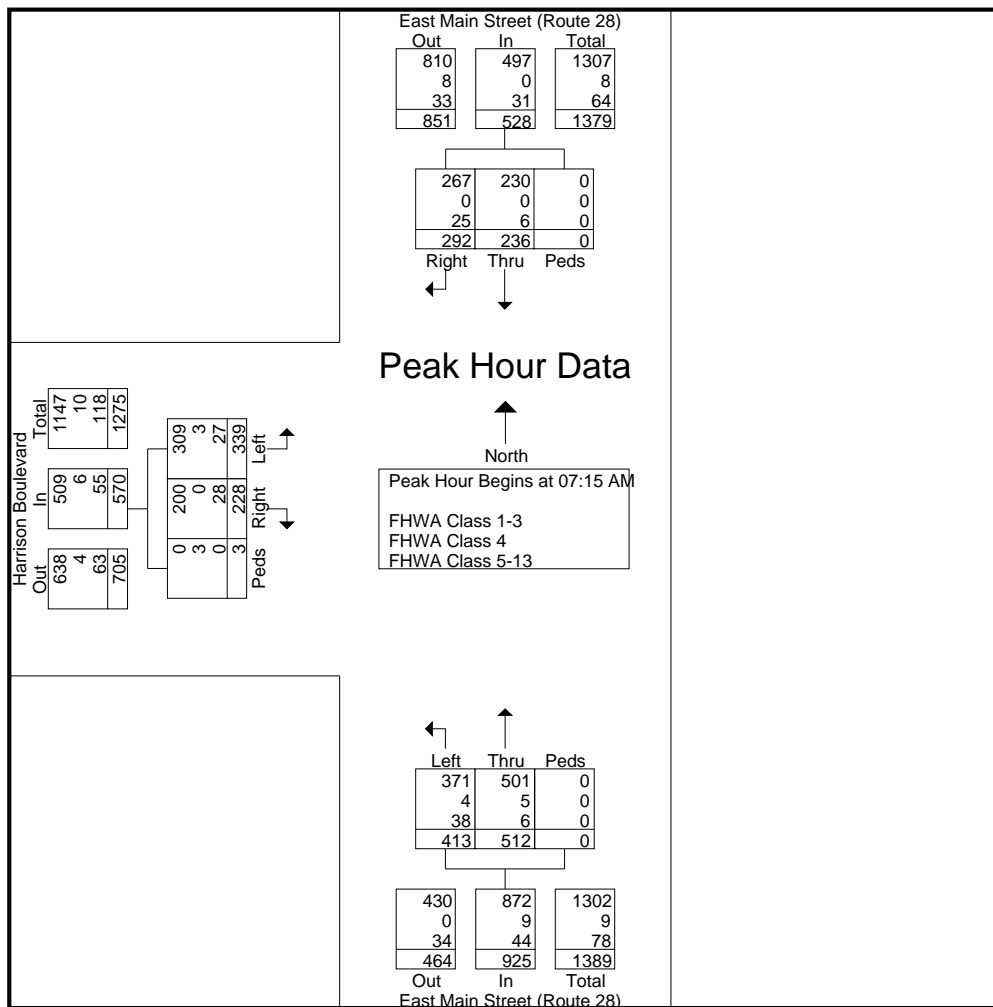 East Main Street (Route 28)
Out In Total
810 497 1307
8 0 8
33 31 64
851 528 1379
267 230 0
0 0 0
25 6 0
292 236 0
Right Thru Peds
Peak Hour Data
North
Peak Hour Begins at 07:15 AM
FHWA Class 1-3
FHWA Class 4
FHWA Class 5-13
Harrison Boulevard
Out In Total
638 509 1147
4 6 10
63 55 118
705 570 1275
0 200 309
3 0 3
0 28 27
3 228 339
Peds Right Left
Left Thru Peds
371 501 0
4 5 0
38 6 0
413 512 0
430 872 1302
0 9 9
34 44 78
464 925 1389
Out In Total
East Main Street (Route 28)